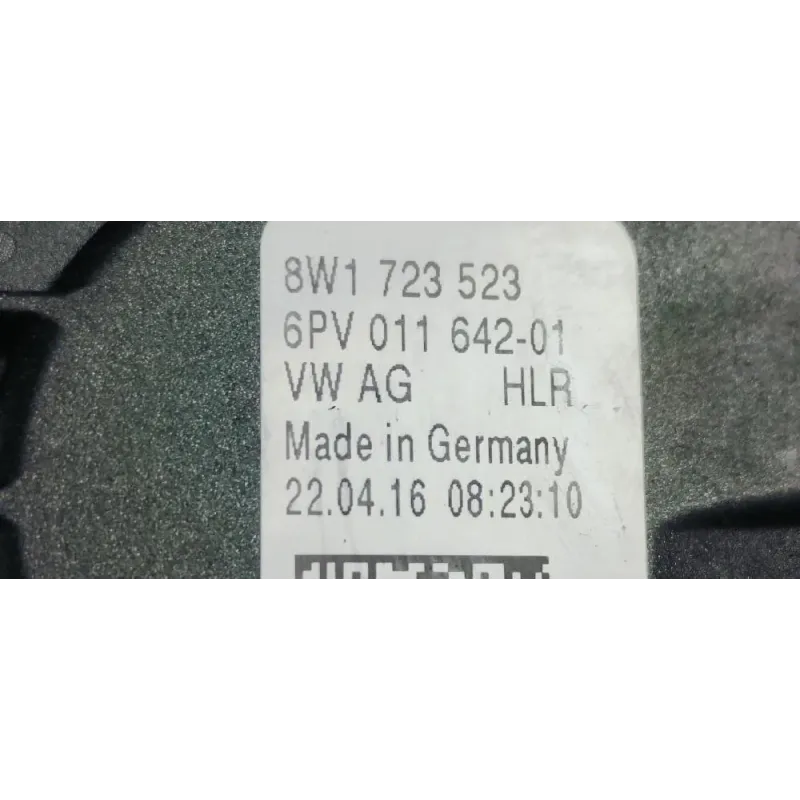 8W1 723 523
6PV 011 642-01
VW AG HLR
Made in Germany
22.04.16 08:23:10